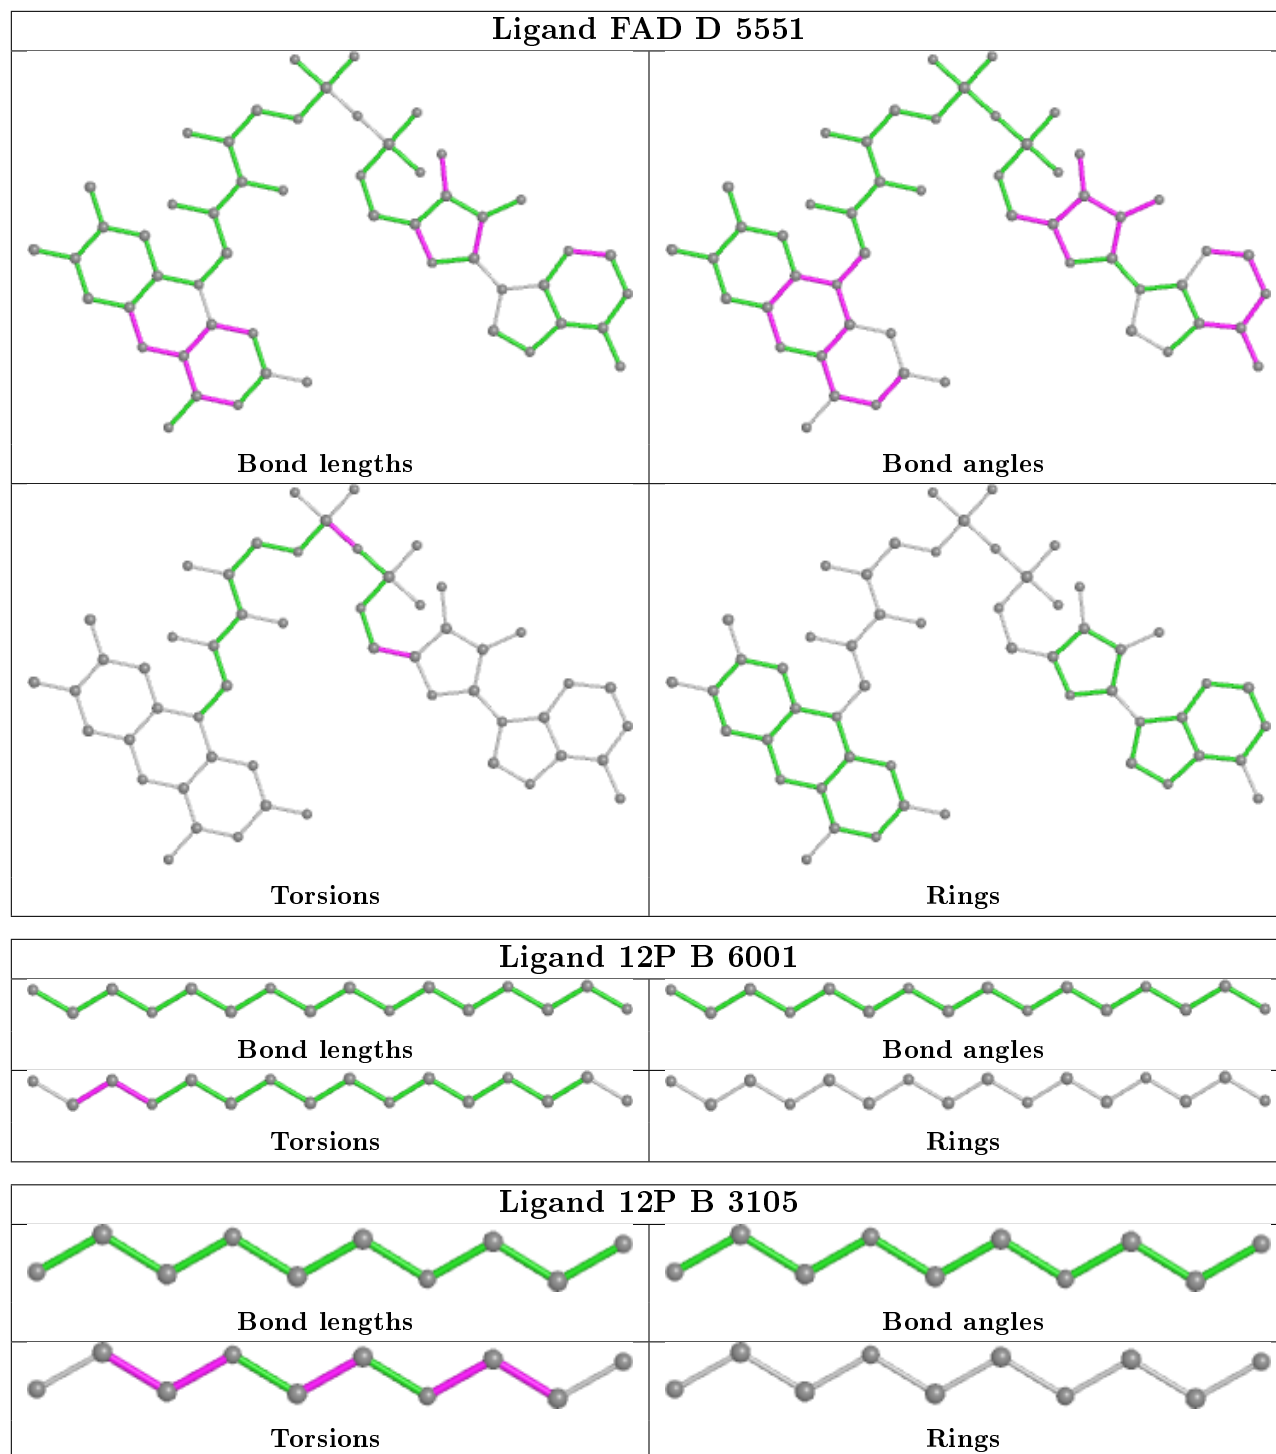 Ligand FAD D 5551
Bond lengths
Bond angles
Torsions
Rings
Ligand 12P B 6001
Bond lengths
Bond angles
Torsions
Rings
Ligand 12P B 3105
Bond lengths
Bond angles
Torsions
Rings